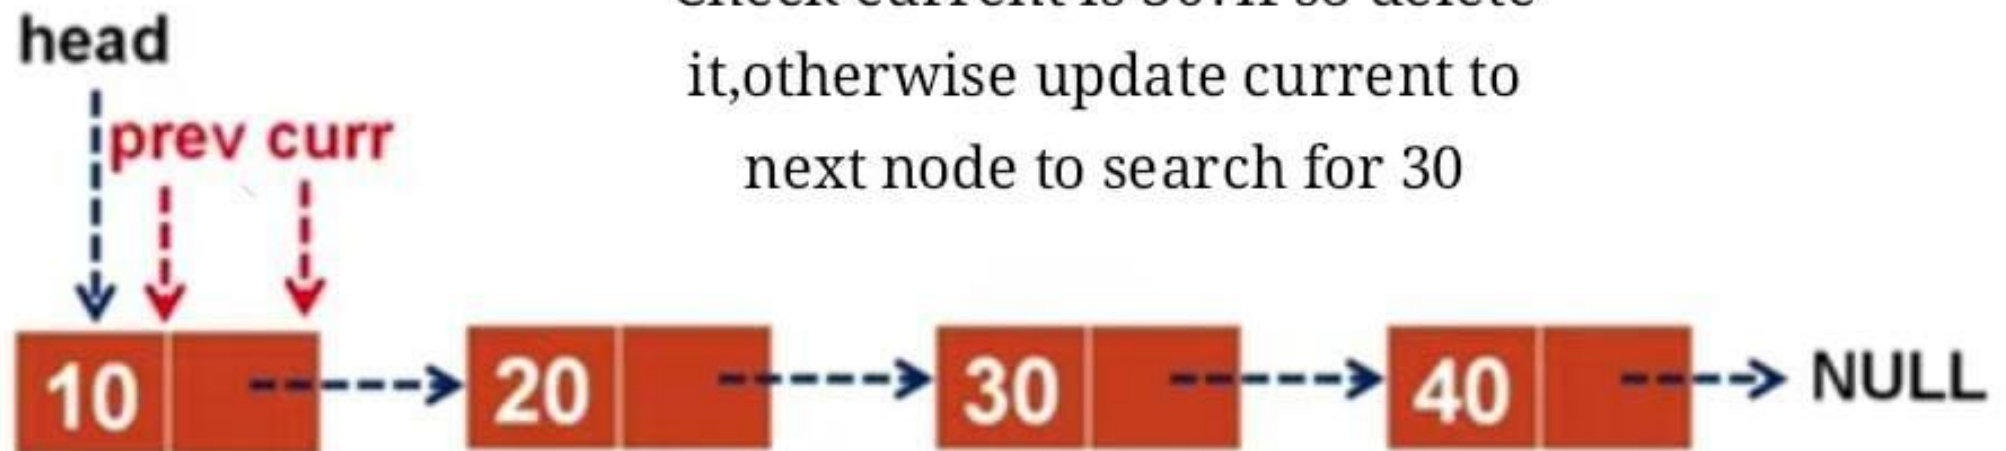 head
prev curr
it,otherwise update current to
next node to search for 30
10 20 30 40 NULL